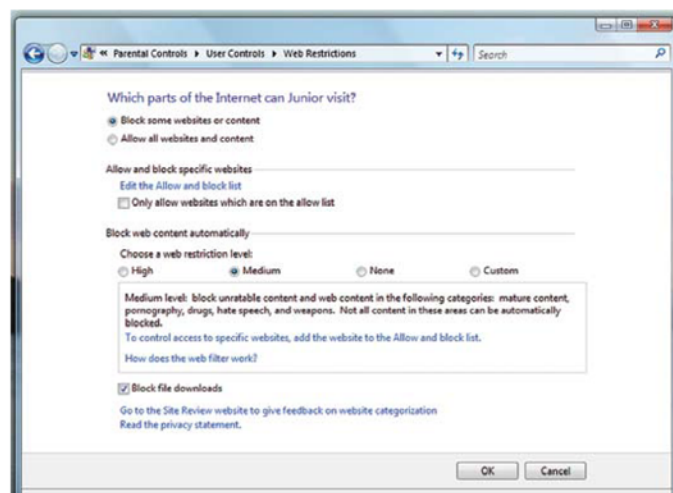 « Parental Controls ▸ User Controls ▸ Web Restrictions Search
Which parts of the Internet can Junior visit?
Block some websites or content
Allow all websites and content
Allow and block specific websites
Edit the Allow and block list
Only allow websites which are on the allow list
Block web content automatically
Choose a web restriction level:
High Medium None Custom
Medium level: block unratable content and web content in the following categories: mature content,
pornography, drugs, hate speech, and weapons. Not all content in these areas can be automatically
blocked.
To control access to specific websites, add the website to the Allow and block list.
How does the web filter work?
Block file downloads
Go to the Site Review website to give feedback on website categorization
Read the privacy statement.
OK Cancel